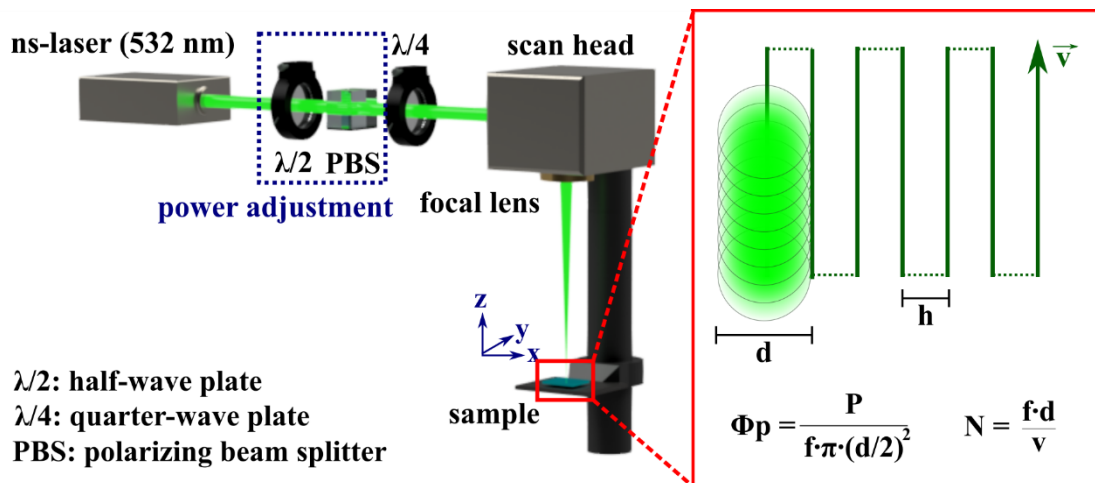 ns-laser (532 nm)
λ/4
scan head
λ/2 PBS
power adjustment
focal lens
z
y
x
sample
λ/2: half-wave plate
λ/4: quarter-wave plate
PBS: polarizing beam splitter
v⃗
h
d
Φp = P / f·π·(d/2)²
N = f·d / v